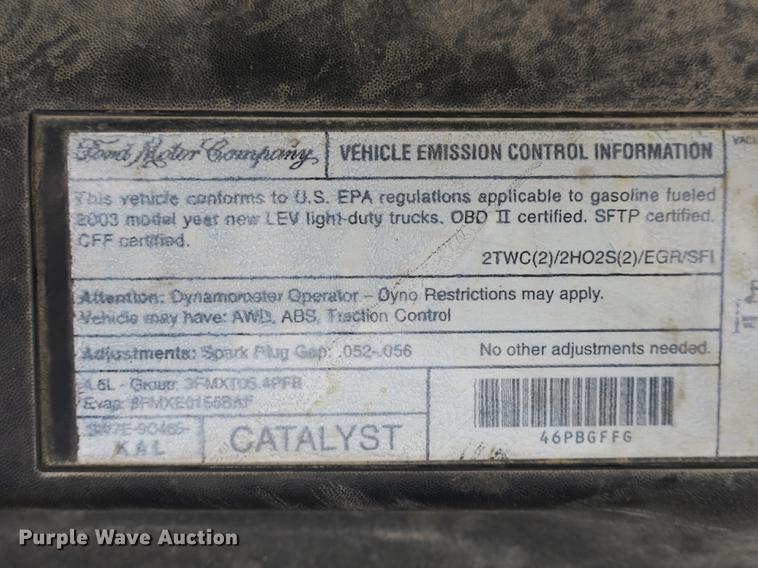 Ford Motor Company
VEHICLE EMISSION CONTROL INFORMATION
This vehicle conforms to U.S. EPA regulations applicable to gasoline fueled
2003 model year new LEV light-duty trucks. OBD II certified. SFTP certified.
CFF certified.
2TWC(2)/2HO2S(2)/EGR/SFI
Attention: Dynamometer Operator – Dyno Restrictions may apply.
Vehicle may have: AWD, ABS, Traction Control
Adjustments: Spark Plug Gap: .052-.056 No other adjustments needed.
4.6L - Group: 3FMXT05.4PFB
Evap: 3FMXE0155BAF
KAL
CATALYST
46PBGFFG
VACU
Purple Wave Auction